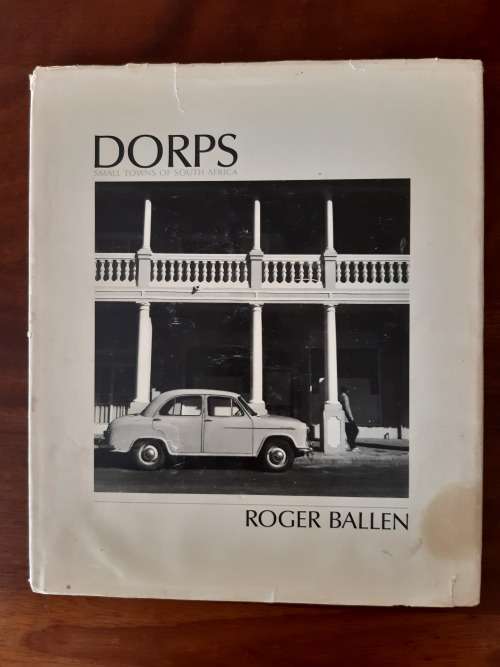 DORPS
SMALL TOWNS OF SOUTH AFRICA
ROGER BALLEN